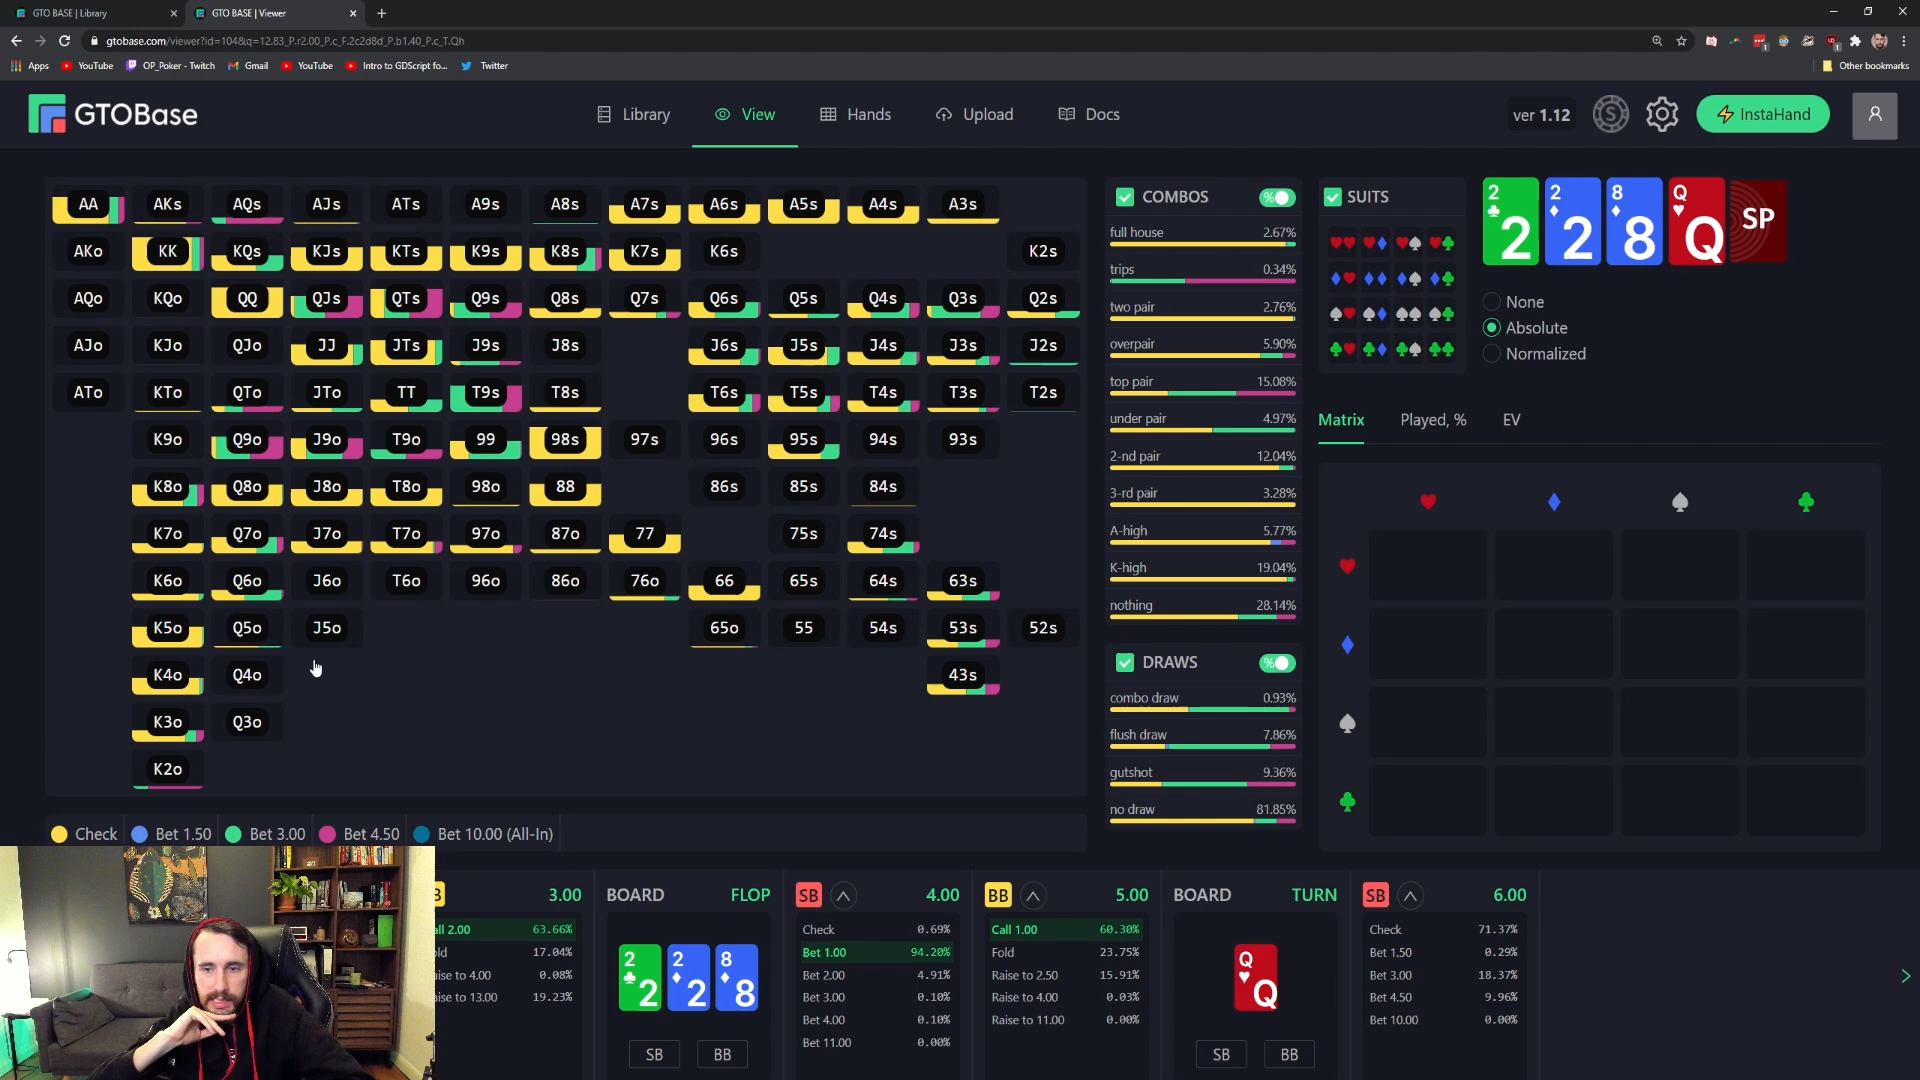 GTO BASE | Library
GTO BASE | Viewer
gtobase.com/viewer?id=104&q=12.83_P.r2.00_P.c_F.2c2d8d_P.b1.40_P.c_T.Qh
Apps YouTube OP_Poker - Twitch Gmail YouTube Intro to GDScript fo... Twitter Other bookmarks
GTOBase Library View Hands Upload Docs ver 1.12 InstaHand
AA AKs AQs AJs ATs A9s A8s A7s A6s A5s A4s A3s
AKo KK KQs KJs KTs K9s K8s K7s K6s K2s
AQo KQo QQ QJs QTs Q9s Q8s Q7s Q6s Q5s Q4s Q3s Q2s
AJo KJo QJo JJ JTs J9s J8s J6s J5s J4s J3s J2s
ATo KTo QTo JTo TT T9s T8s T6s T5s T4s T3s T2s
K9o Q9o J9o T9o 99 98s 97s 96s 95s 94s 93s
K8o Q8o J8o T8o 98o 88 86s 85s 84s
K7o Q7o J7o T7o 97o 87o 77 75s 74s
K6o Q6o J6o T6o 96o 86o 76o 66 65s 64s 63s
K5o Q5o J5o 65o 55 54s 53s 52s
K4o Q4o 43s
K3o Q3o
K2o
Check Bet 1.50 Bet 3.00 Bet 4.50 Bet 10.00 (All-In)
COMBOS %
full house 2.67%
trips 0.34%
two pair 2.76%
overpair 5.90%
top pair 15.08%
under pair 4.97%
2-nd pair 12.04%
3-rd pair 3.28%
A-high 5.77%
K-high 19.04%
nothing 28.14%
DRAWS %
combo draw 0.93%
flush draw 7.86%
gutshot 9.36%
no draw 81.85%
SUITS
2 2 8 Q SP
2 2 8 Q
None
Absolute
Normalized
Matrix Played, % EV
3.00
all 2.00 63.66%
ld 17.04%
aise to 4.00 0.08%
aise to 13.00 19.23%
BOARD FLOP
2 2 8
2 2 8
SB BB
SB 4.00
Check 0.69%
Bet 1.00 94.20%
Bet 2.00 4.91%
Bet 3.00 0.10%
Bet 4.00 0.10%
Bet 11.00 0.00%
BB 5.00
Call 1.00 60.30%
Fold 23.75%
Raise to 2.50 15.91%
Raise to 4.00 0.03%
Raise to 11.00 0.00%
BOARD TURN
Q
Q
SB BB
SB 6.00
Check 71.37%
Bet 1.50 0.29%
Bet 3.00 18.37%
Bet 4.50 9.96%
Bet 10.00 0.00%